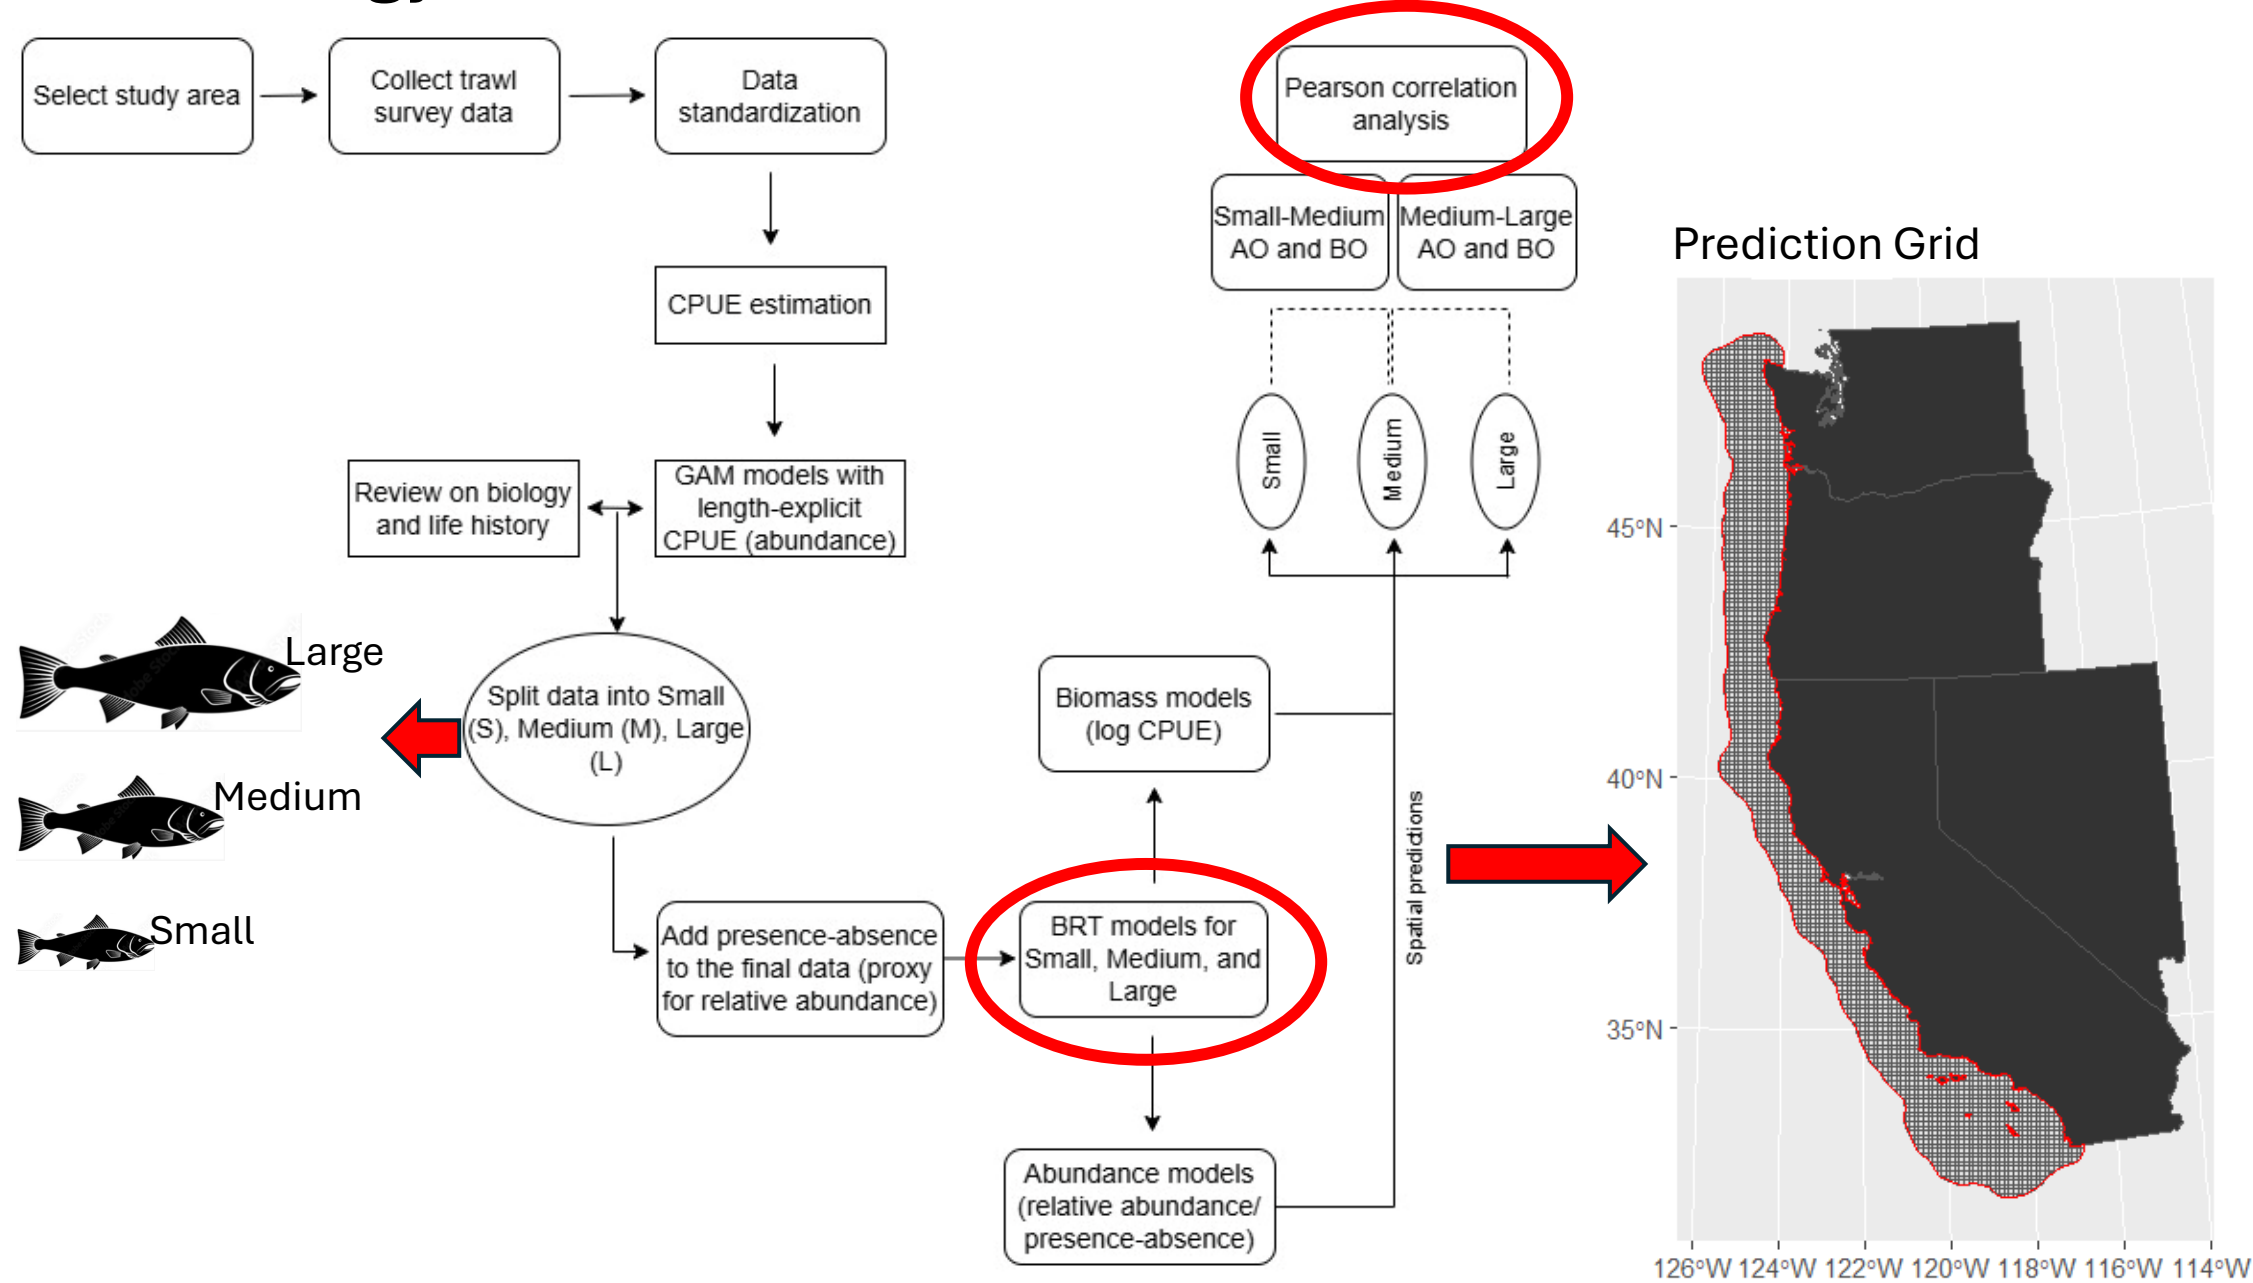 Select study area
Collect trawl
survey data
Data
standardization
CPUE estimation
Review on biology
and life history
GAM models with
length-explicit
CPUE (abundance)
Split data into Small
(S), Medium (M), Large
(L)
Large
Medium
Small
Add presence-absence
to the final data (proxy
for relative abundance)
BRT models for
Small, Medium, and
Large
Biomass models
(log CPUE)
Abundance models
(relative abundance/
presence-absence)
Spatial predictions
Small
Medium
Large
Small-Medium
AO and BO
Medium-Large
AO and BO
Pearson correlation
analysis
Prediction Grid
45°N
40°N
35°N
126°W 124°W 122°W 120°W 118°W 116°W 114°W